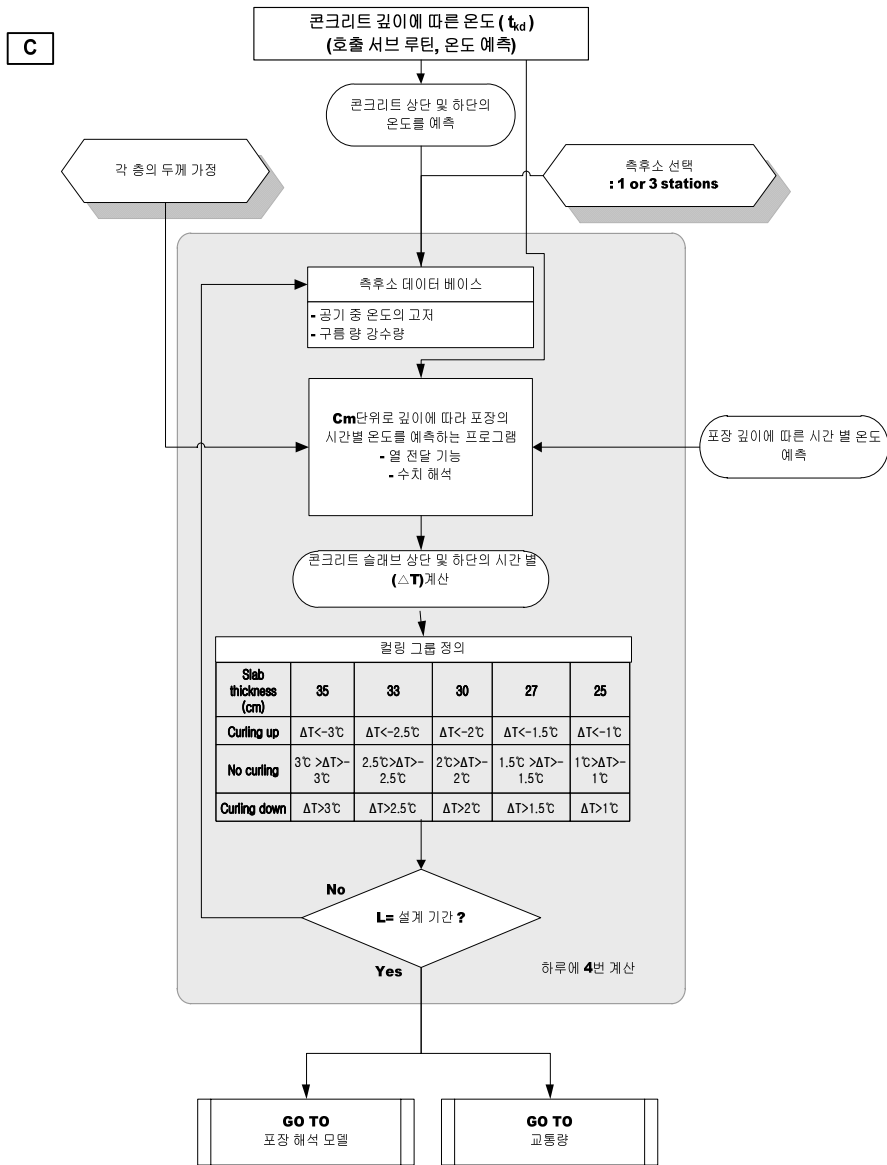 콘크리트 깊이에 따른 온도 ( tkd )
(호출 서브 루틴, 온도 예측)
C
콘크리트 상단 및 하단의
온도를 예측
각 층의 두께 가정
측후소 선택
: 1 or 3 stations
측후소 데이터 베이스
- 공기 중 온도의 고저
- 구름 량 강수량
Cm단위로 깊이에 따라 포장의
시간별 온도를 예측하는 프로그램
- 열 전달 기능
- 수치 해석
포장 깊이에 따른 시간 별 온도
예측
콘크리트 슬래브 상단 및 하단의 시간 별
(△T)계산
컬링 그룹 정의
Slab
thickness
(cm)
35
33
30
27
25
Curling up
ΔT<-3℃
ΔT<-2.5℃
ΔT<-2℃
ΔT<-1.5℃
ΔT<-1℃
No curling
3℃ >ΔT>-
3℃
2.5℃>ΔT>-
2.5℃
2℃>ΔT>-
2℃
1.5℃ >ΔT>-
1.5℃
1℃>ΔT>-
1℃
Curling down
ΔT>3℃
ΔT>2.5℃
ΔT>2℃
ΔT>1.5℃
ΔT>1℃
No
L= 설계 기간 ?
Yes
하루에 4번 계산
GO TO
포장 해석 모델
GO TO
교통량